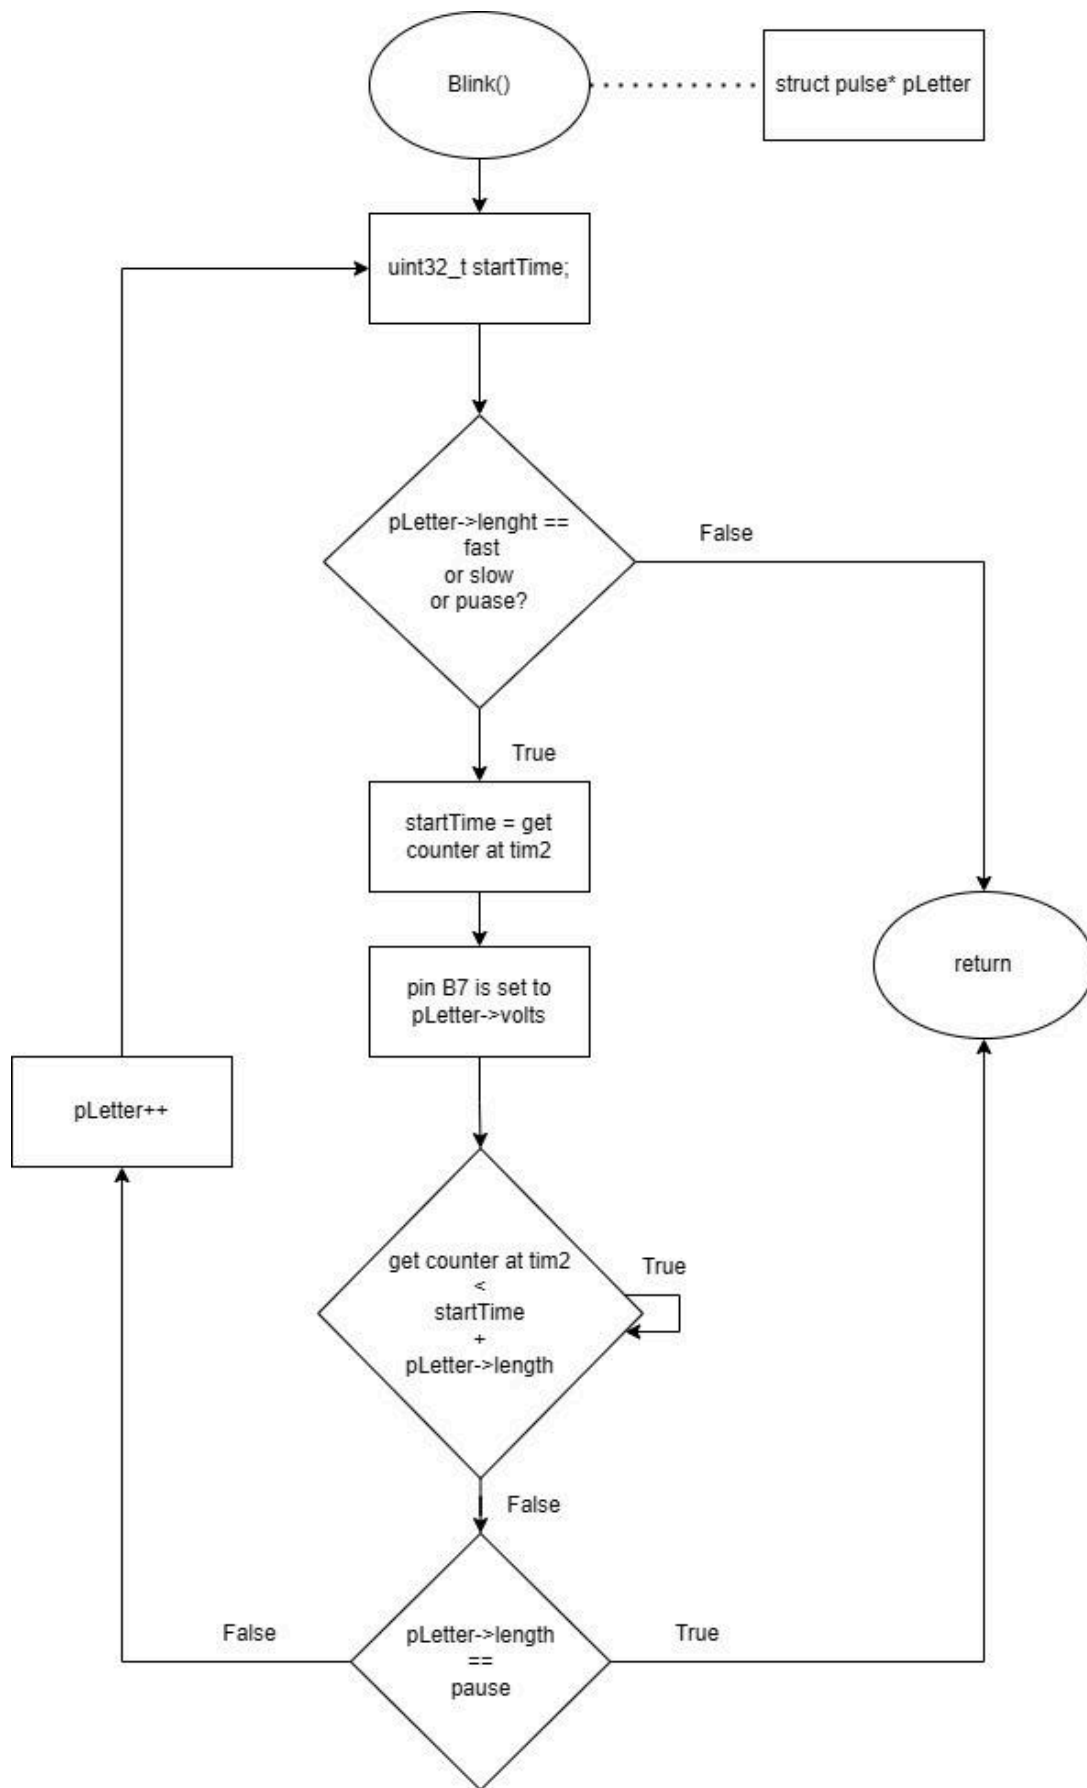 Blink()
struct pulse* pLetter
uint32_t startTime;
pLetter->lenght ==
fast
or slow
or puase?
False
True
startTime = get
counter at tim2
return
pin B7 is set to
pLetter->volts
pLetter++
get counter at tim2
<
startTime
+
pLetter->length
True
False
False
pLetter->length
==
pause
True